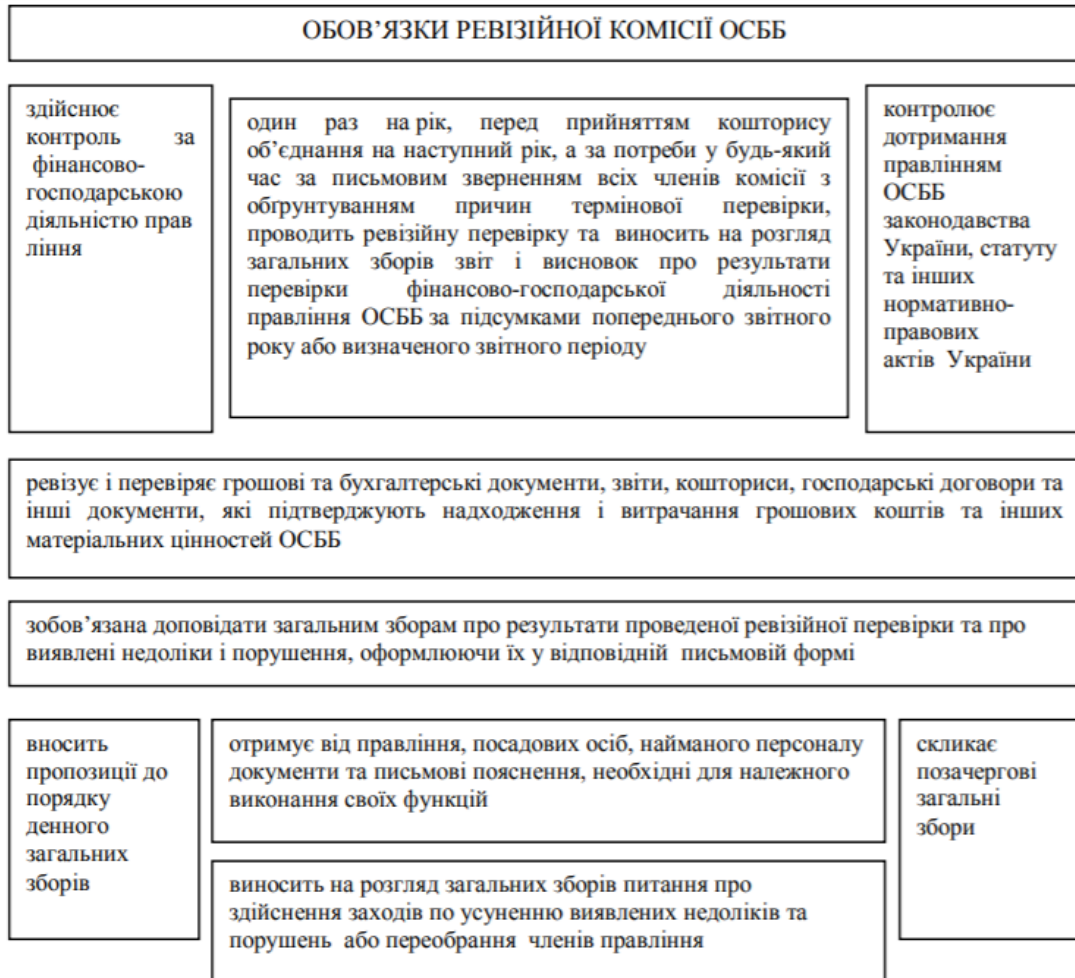 ОБОВ’ЯЗКИ РЕВІЗІЙНОЇ КОМІСІЇ ОСББ
здійснює
контроль за
фінансово-
господарською
діяльністю прав
ління
один раз на рік, перед прийняттям кошторису
об’єднання на наступний рік, а за потреби у будь-який
час за письмовим зверненням всіх членів комісії з
обґрунтуванням причин термінової перевірки,
проводить ревізійну перевірку та виносить на розгляд
загальних зборів звіт і висновок про результати
перевірки фінансово-господарської діяльності
правління ОСББ за підсумками попереднього звітного
року або визначеного звітного періоду
контролює
дотримання
правлінням
ОСББ
законодавства
України, статуту
та інших
нормативно-
правових
актів України
ревізує і перевіряє грошові та бухгалтерські документи, звіти, кошториси, господарські договори та
інші документи, які підтверджують надходження і витрачання грошових коштів та інших
матеріальних цінностей ОСББ
зобов’язана доповідати загальним зборам про результати проведеної ревізійної перевірки та про
виявлені недоліки і порушення, оформлюючи їх у відповідній письмовій формі
вносить
пропозиції до
порядку
денного
загальних
зборів
отримує від правління, посадових осіб, найманого персоналу
документи та письмові пояснення, необхідні для належного
виконання своїх функцій
виносить на розгляд загальних зборів питання про
здійснення заходів по усуненню виявлених недоліків та
порушень або переобрання членів правління
скликає
позачергові
загальні
збори